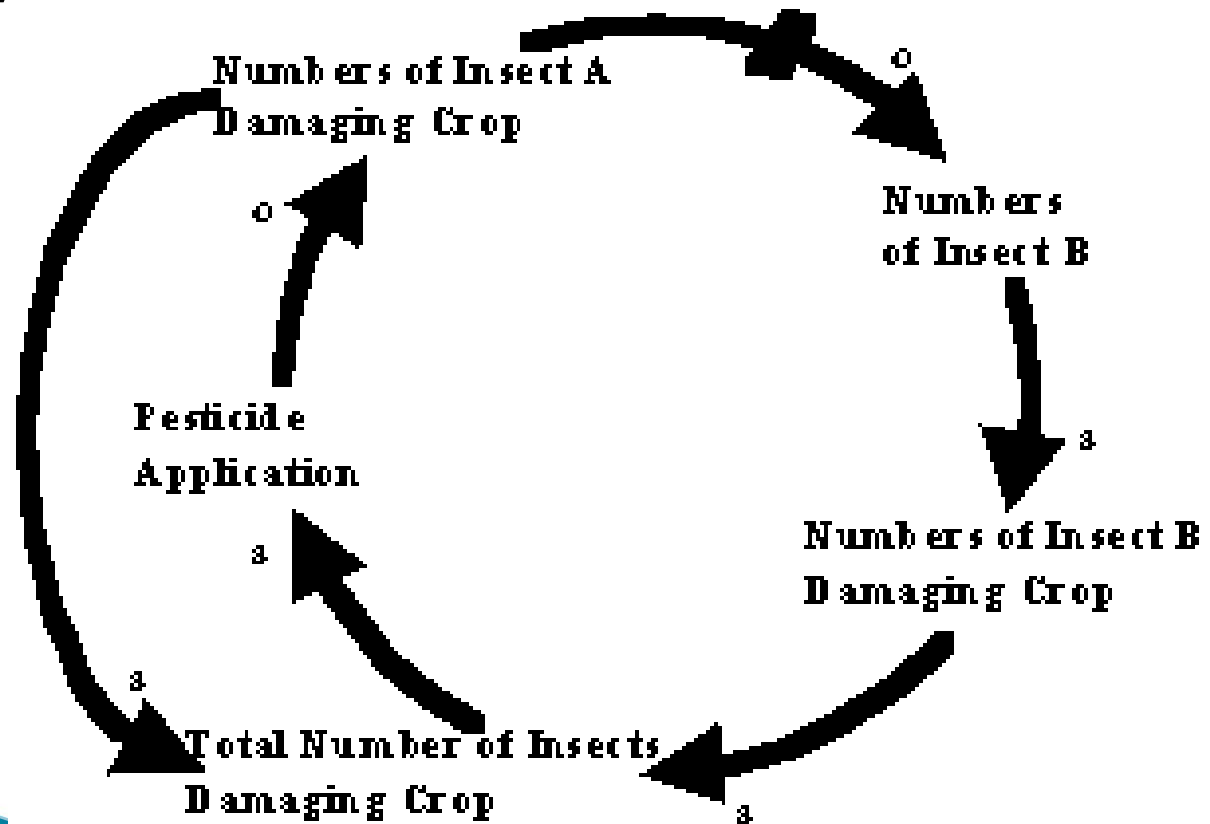 Numbers of Insect A
Damaging Crop
o
Numbers
of Insect B
s
Numbers of Insect B
Damaging Crop
s
Total Number of Insects
Damaging Crop
s
s
Pesticide
Application
o